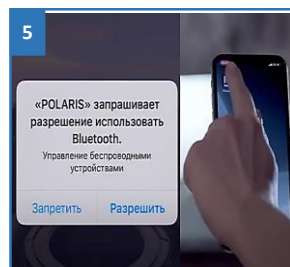 5
«POLARIS» запрашивает
разрешение использовать
Bluetooth.
Управление беспроводными
устройствами
Запретить Разрешить